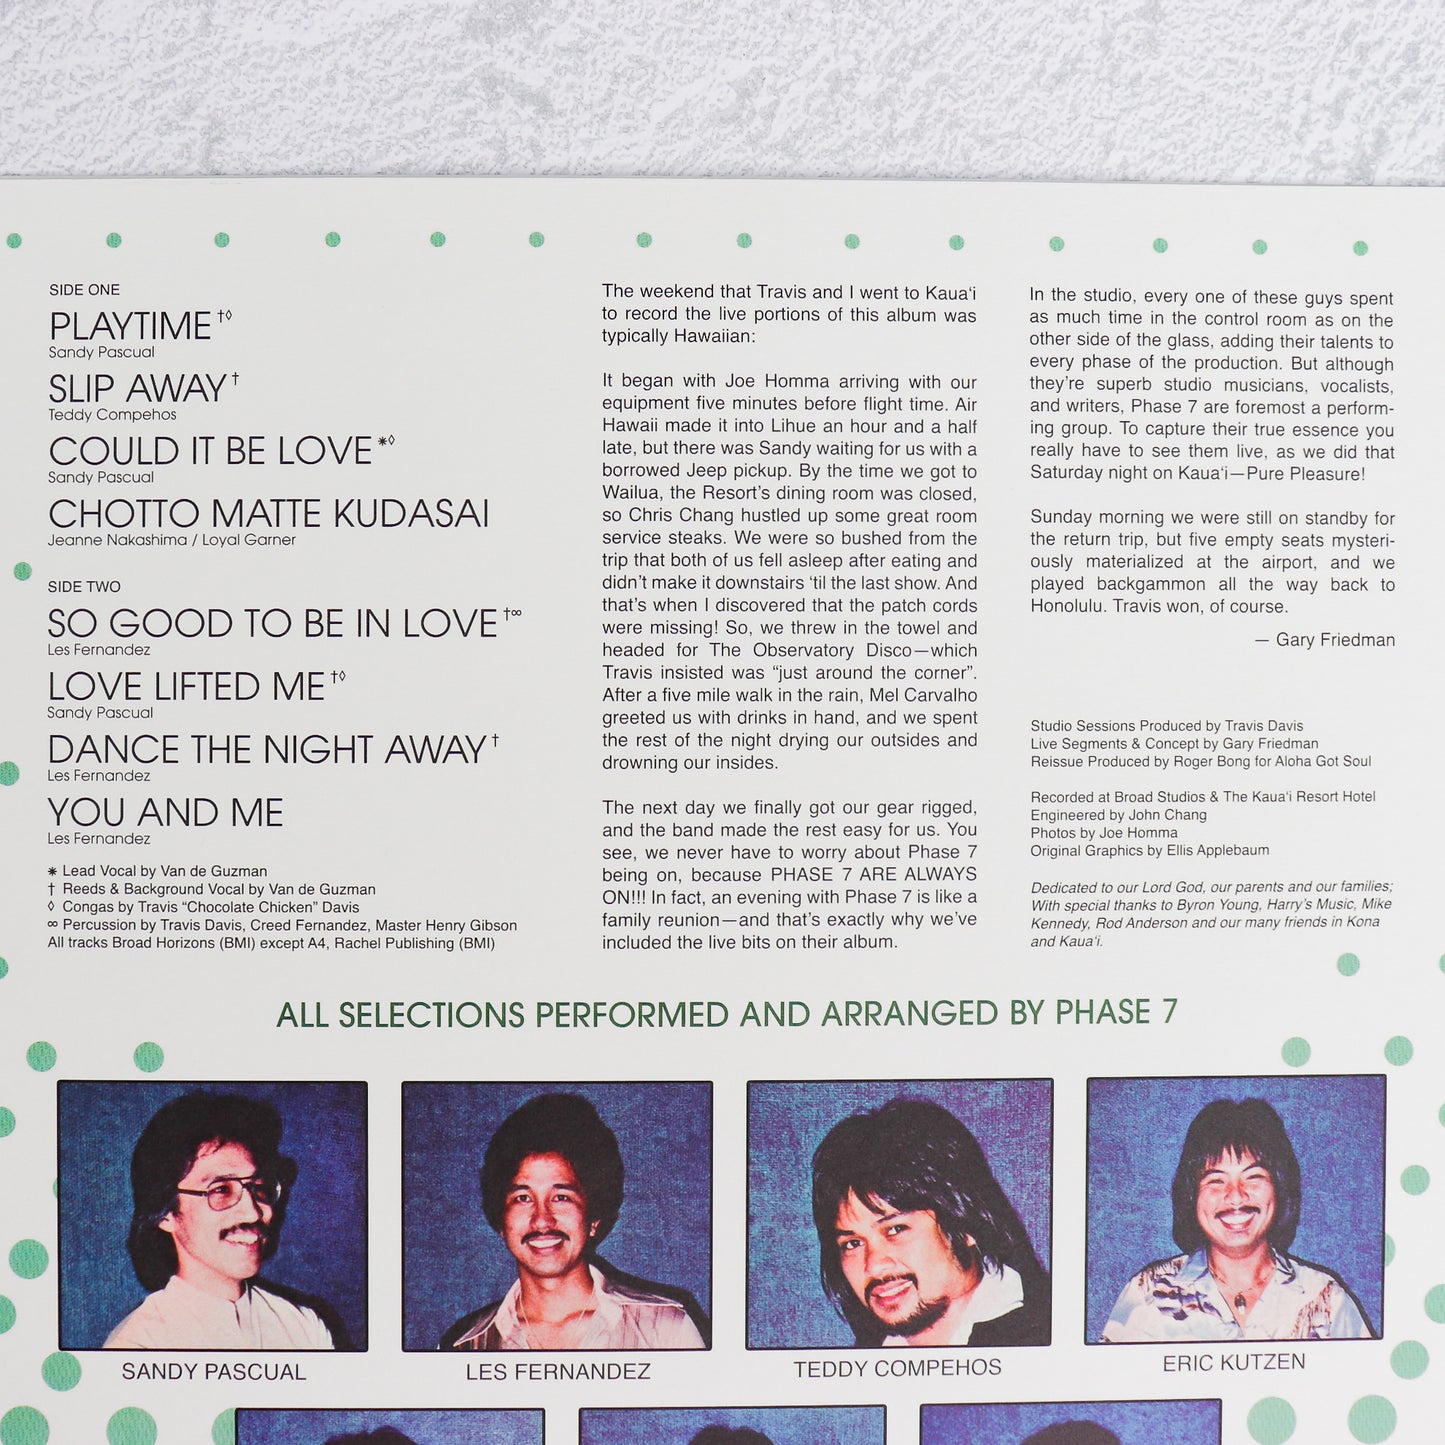 SIDE ONE
PLAYTIME †◊
Sandy Pascual
SLIP AWAY †
Teddy Compehos
COULD IT BE LOVE *◊
Sandy Pascual
CHOTTO MATTE KUDASAI
Jeanne Nakashima / Loyal Garner
SIDE TWO
SO GOOD TO BE IN LOVE †∞
Les Fernandez
LOVE LIFTED ME †◊
Sandy Pascual
DANCE THE NIGHT AWAY †
Les Fernandez
YOU AND ME
Les Fernandez
* Lead Vocal by Van de Guzman
† Reeds & Background Vocal by Van de Guzman
◊ Congas by Travis “Chocolate Chicken” Davis
∞ Percussion by Travis Davis, Creed Fernandez, Master Henry Gibson
All tracks Broad Horizons (BMI) except A4, Rachel Publishing (BMI)
The weekend that Travis and I went to Kaua‘i
to record the live portions of this album was
typically Hawaiian:
It began with Joe Homma arriving with our
equipment five minutes before flight time. Air
Hawaii made it into Lihue an hour and a half
late, but there was Sandy waiting for us with a
borrowed Jeep pickup. By the time we got to
Wailua, the Resort’s dining room was closed,
so Chris Chang hustled up some great room
service steaks. We were so bushed from the
trip that both of us fell asleep after eating and
didn’t make it downstairs ‘til the last show. And
that’s when I discovered that the patch cords
were missing! So, we threw in the towel and
headed for The Observatory Disco—which
Travis insisted was “just around the corner”.
After a five mile walk in the rain, Mel Carvalho
greeted us with drinks in hand, and we spent
the rest of the night drying our outsides and
drowning our insides.
The next day we finally got our gear rigged,
and the band made the rest easy for us. You
see, we never have to worry about Phase 7
being on, because PHASE 7 ARE ALWAYS
ON!!! In fact, an evening with Phase 7 is like a
family reunion—and that’s exactly why we’ve
included the live bits on their album.
In the studio, every one of these guys spent
as much time in the control room as on the
other side of the glass, adding their talents to
every phase of the production. But although
they’re superb studio musicians, vocalists,
and writers, Phase 7 are foremost a perform-
ing group. To capture their true essence you
really have to see them live, as we did that
Saturday night on Kaua‘i—Pure Pleasure!
Sunday morning we were still on standby for
the return trip, but five empty seats mysteri-
ously materialized at the airport, and we
played backgammon all the way back to
Honolulu. Travis won, of course.
— Gary Friedman
Studio Sessions Produced by Travis Davis
Live Segments & Concept by Gary Friedman
Reissue Produced by Roger Bong for Aloha Got Soul
Recorded at Broad Studios & The Kaua‘i Resort Hotel
Engineered by John Chang
Photos by Joe Homma
Original Graphics by Ellis Applebaum
Dedicated to our Lord God, our parents and our families;
With special thanks to Byron Young, Harry’s Music, Mike
Kennedy, Rod Anderson and our many friends in Kona
and Kaua‘i.
ALL SELECTIONS PERFORMED AND ARRANGED BY PHASE 7
SANDY PASCUAL
LES FERNANDEZ
TEDDY COMPEHOS
ERIC KUTZEN